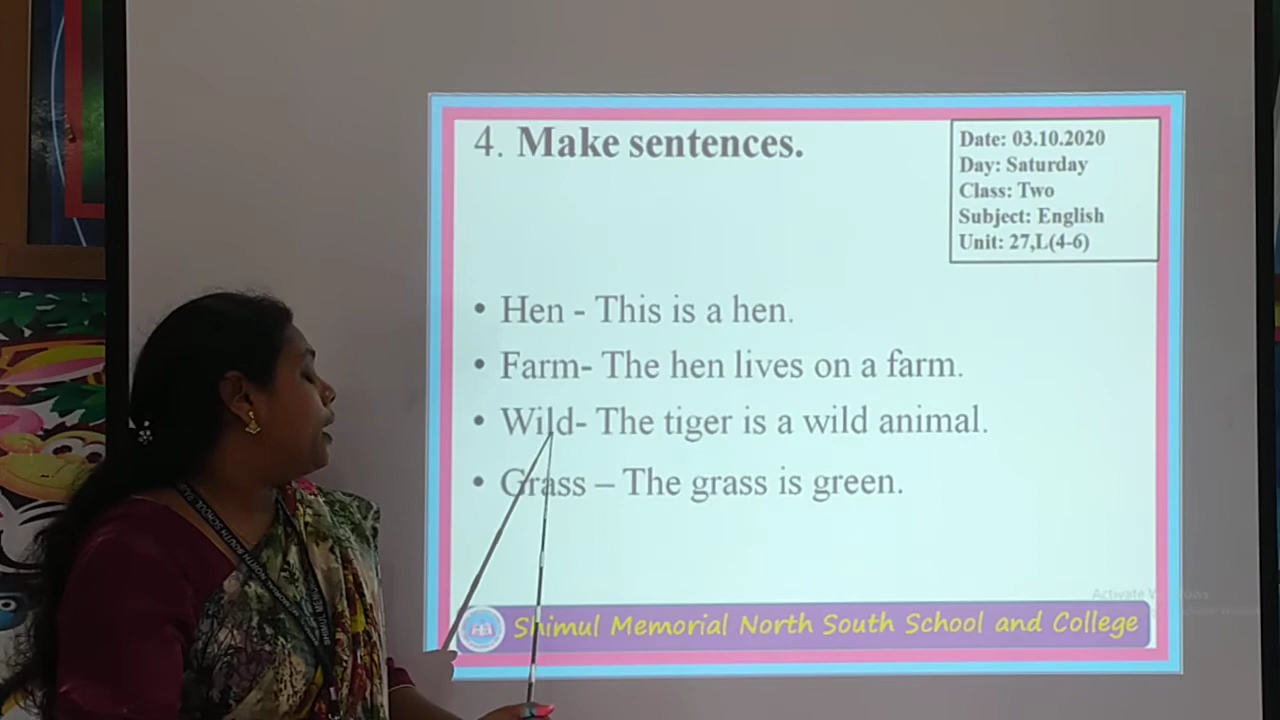 4. Make sentences.
Date: 03.10.2020
Day: Saturday
Class: Two
Subject: English
Unit: 27,L(4-6)
• Hen - This is a hen.
• Farm- The hen lives on a farm.
• Wild- The tiger is a wild animal.
• Grass – The grass is green.
Shimul Memorial North South School and College